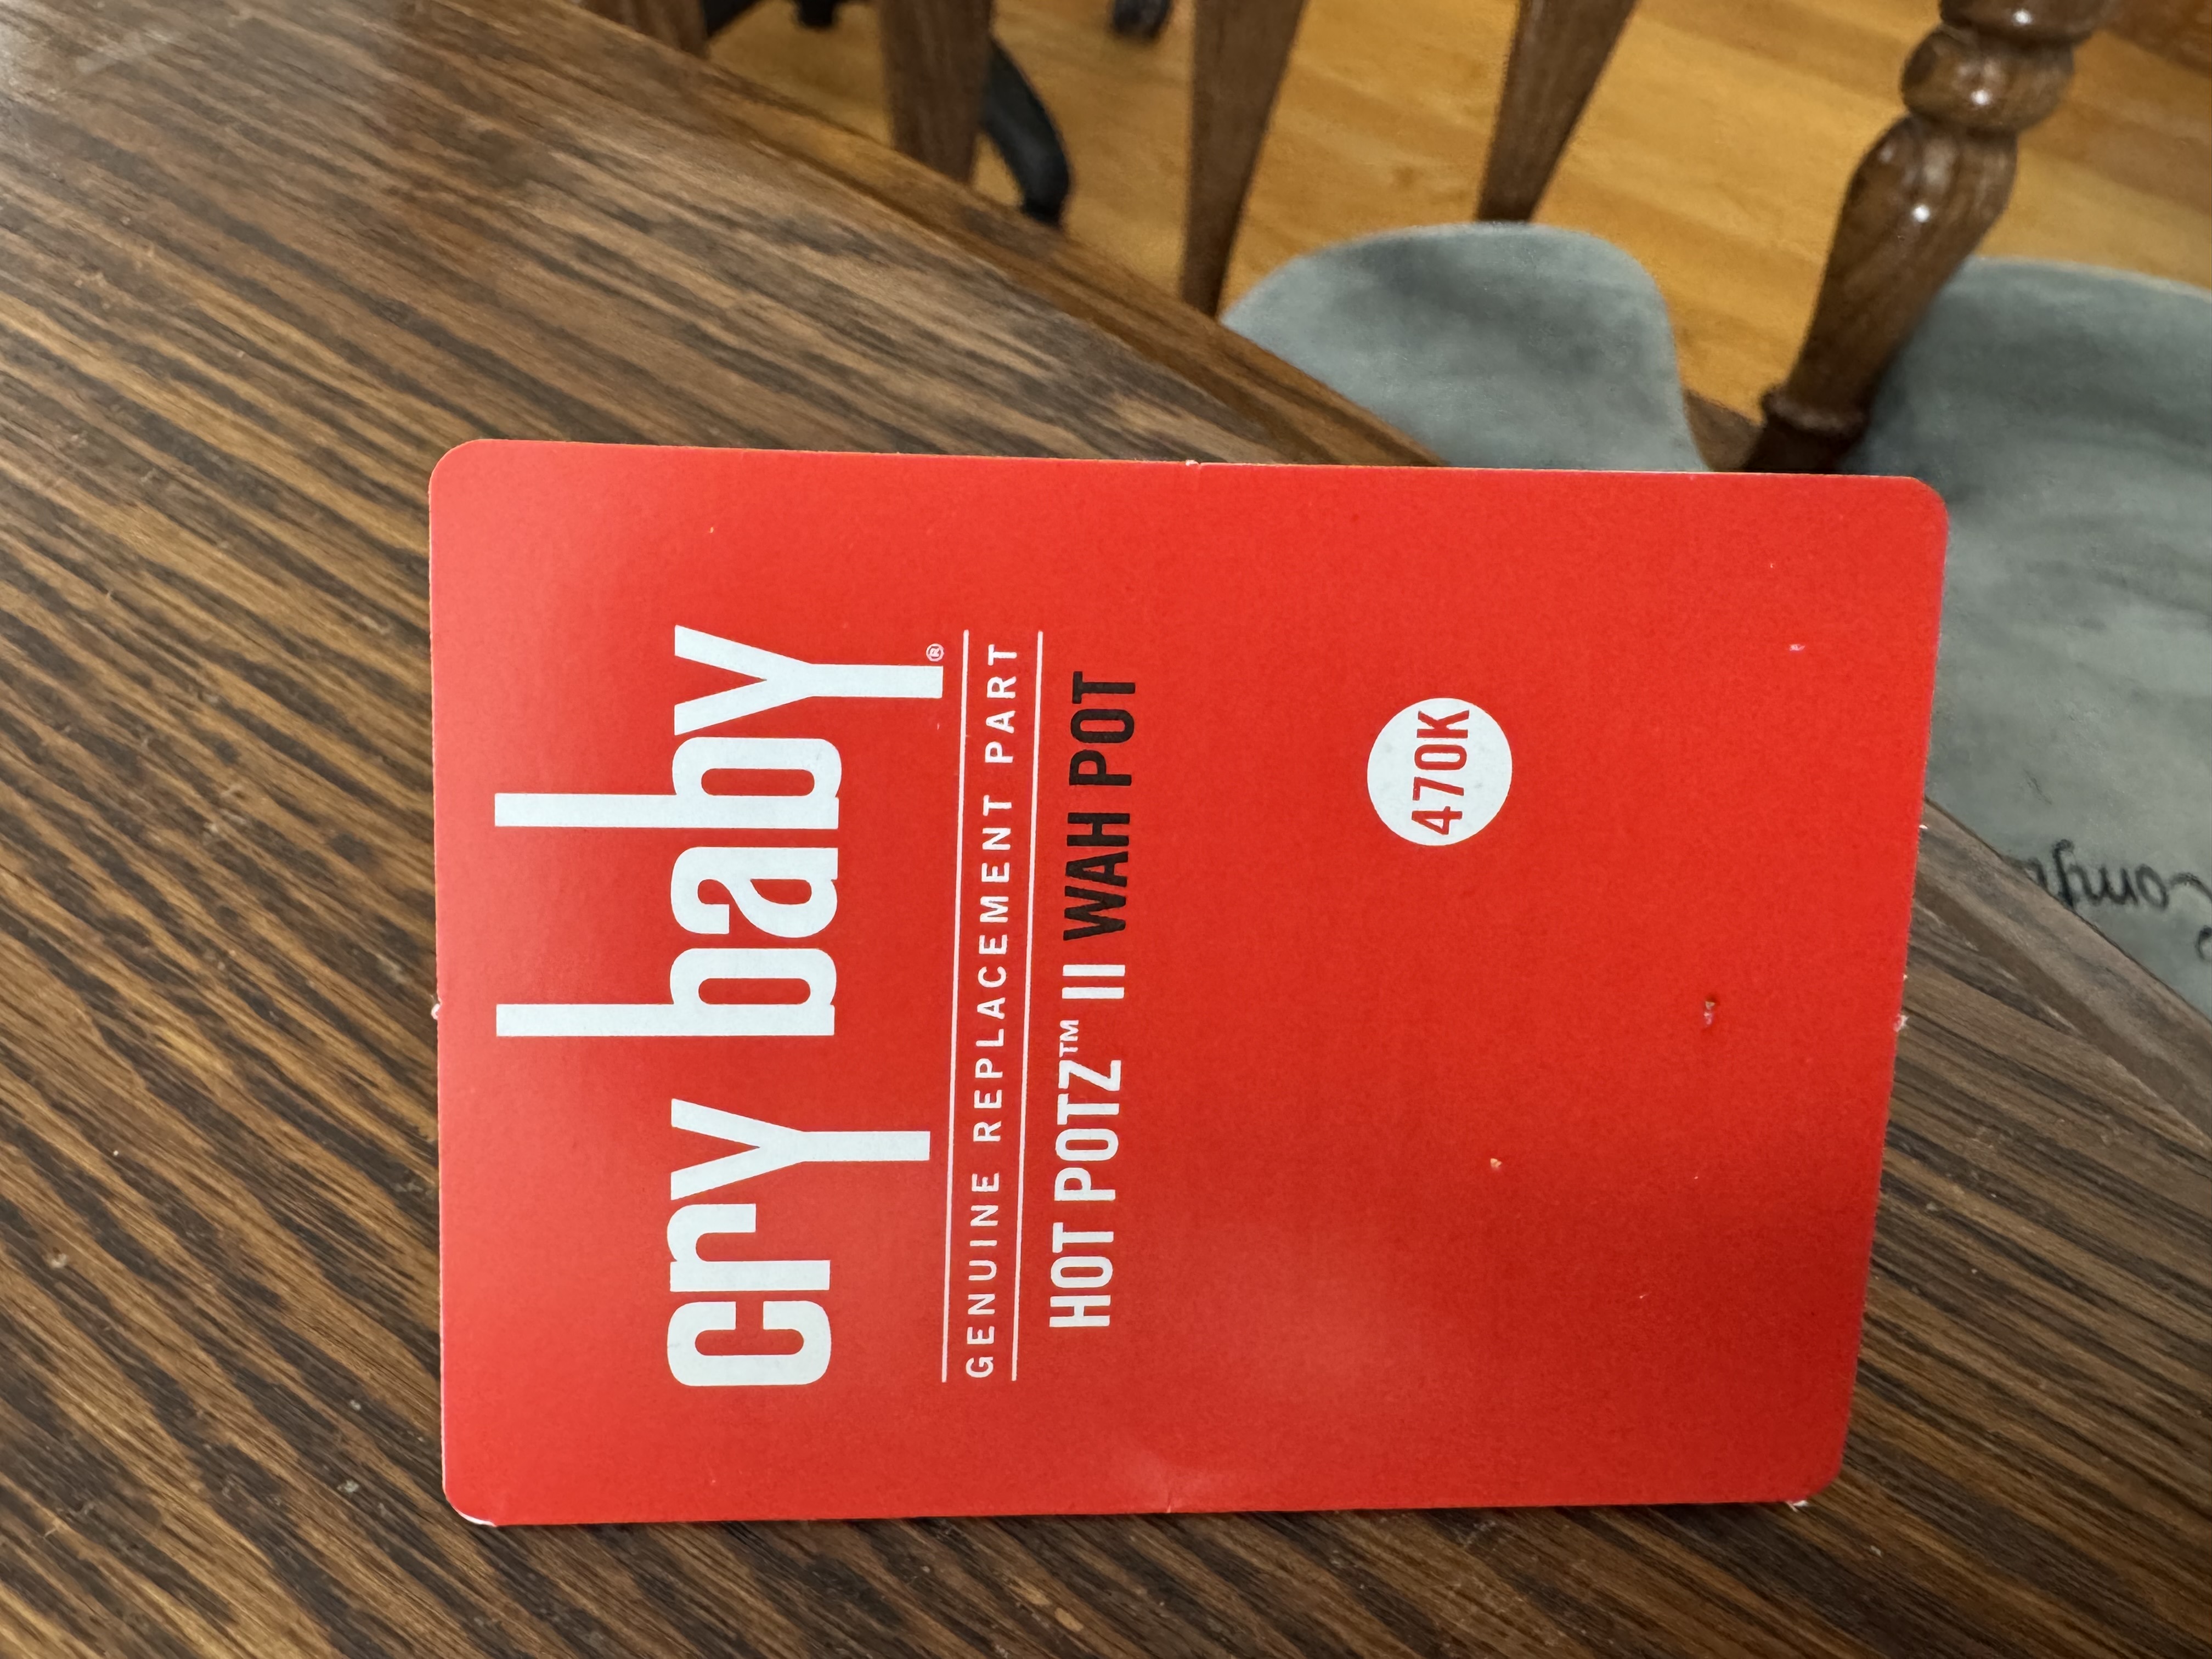 cry baby®
GENUINE REPLACEMENT PART
HOT POTZ™ II WAH POT
470K